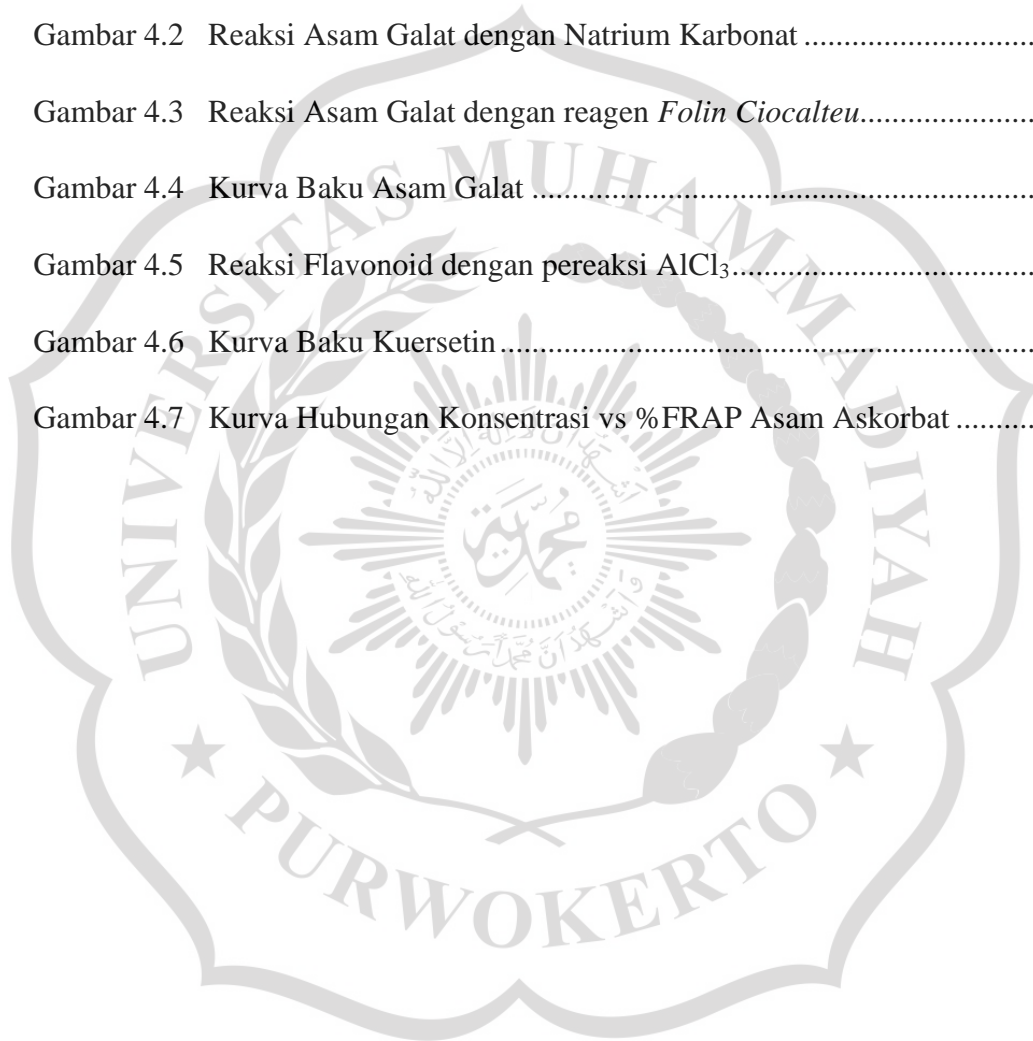 Gambar 4.2 Reaksi Asam Galat dengan Natrium Karbonat ............................
Gambar 4.3 Reaksi Asam Galat dengan reagen Folin Ciocalteu......................
Gambar 4.4 Kurva Baku Asam Galat ..............................................................
Gambar 4.5 Reaksi Flavonoid dengan pereaksi AlCl₃.....................................
Gambar 4.6 Kurva Baku Kuersetin..................................................................
Gambar 4.7 Kurva Hubungan Konsentrasi vs %FRAP Asam Askorbat ..........
UNIVERSITAS MUHAMMADIYAH
PURWOKERTO